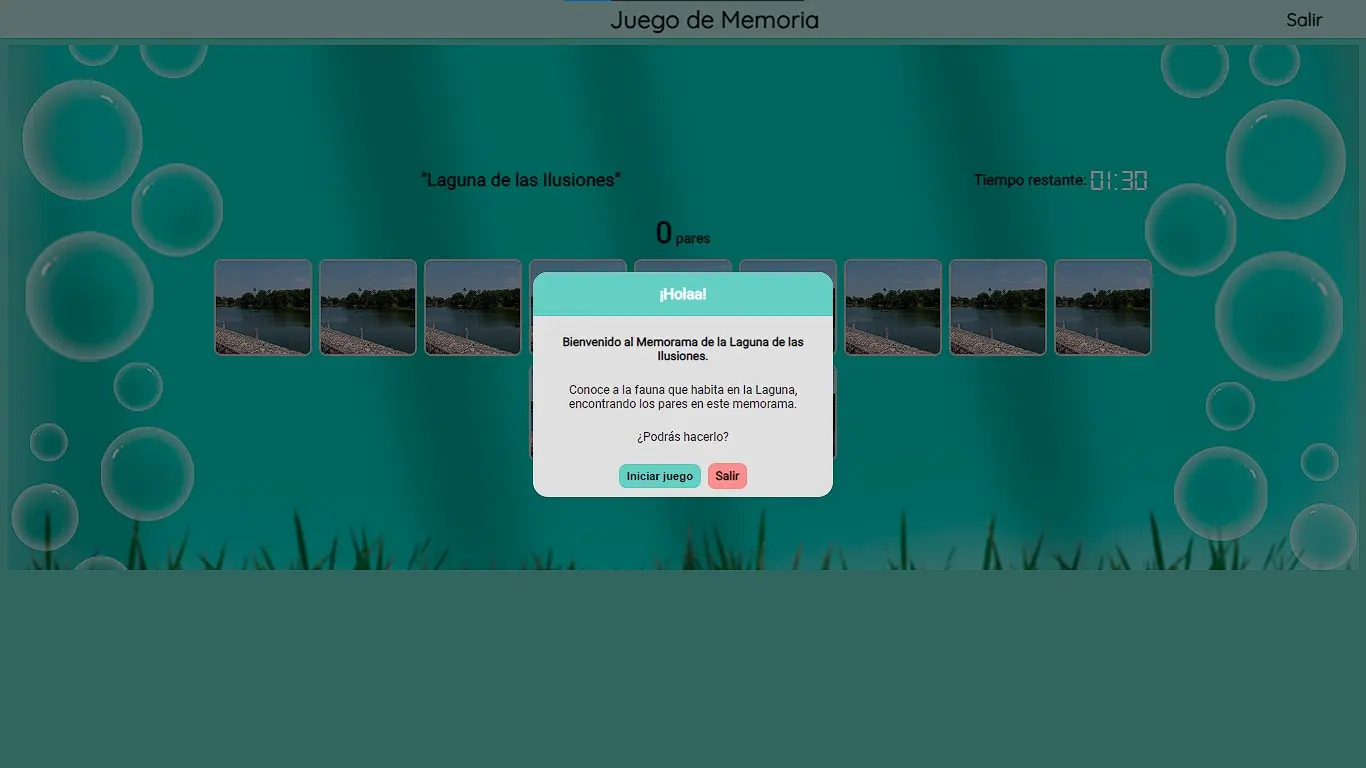 Juego de Memoria
Salir
"Laguna de las Ilusiones"
Tiempo restante: 01:30
0 pares
¡Holaa!
Bienvenido al Memorama de la Laguna de las
Ilusiones.
Conoce a la fauna que habita en la Laguna,
encontrando los pares en este memorama.
¿Podrás hacerlo?
Iniciar juego
Salir